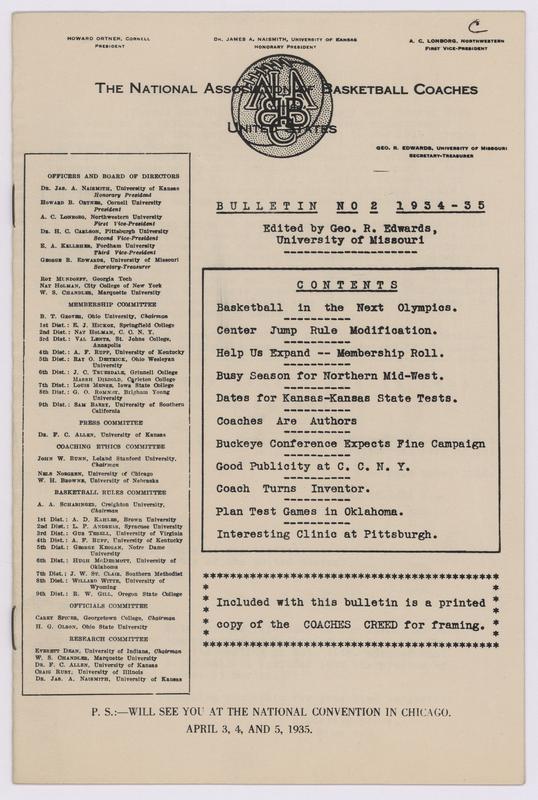 C
HOWARD ORTNER, CORNELL
PRESIDENT
DR. JAMES A. NAISMITH, UNIVERSITY OF KANSAS
HONORARY PRESIDENT
A. C. LONBORG, NORTHWESTERN
FIRST VICE-PRESIDENT
THE NATIONAL ASSOCIATION OF BASKETBALL COACHES
UNITED STATES
GEO. R. EDWARDS, UNIVERSITY OF MISSOURI
SECRETARY-TREASURER
OFFICERS AND BOARD OF DIRECTORS
DR. JAS. A. NAISMITH, University of Kansas
Honorary President
HOWARD B. ORTNER, Cornell University
President
A. C. LONBORG, Northwestern University
First Vice-President
DR. H. C. CARLSON, Pittsburgh University
Second Vice-President
E. A. KELLEHER, Fordham University
Third Vice-President
GEORGE R. EDWARDS, University of Missouri
Secretary-Treasurer
ROY MUNDORFF, Georgia Tech
NAT HOLMAN, City College of New York
W. S. CHANDLER, Marquette University
MEMBERSHIP COMMITTEE
B. T. GROVES, Ohio University, Chairman
1st Dist.: E. J. HICKOX, Springfield College
2nd Dist.: NAT HOLMAN, C. C. N. Y.
3rd Dist.: VAL LENTZ, St. Johns College,
Annapolis
4th Dist.: A. F. RUPP, University of Kentucky
5th Dist.: RAY O. DETRICK, Ohio Wesleyan
University
6th Dist.: J. C. TRUESDALE, Grinnell College
MARSH DIEBOLD, Carleton College
7th Dist.: LOUIS MENZE, Iowa State College
8th Dist.: G. O. ROMNEY, Brigham Young
University
9th Dist.: SAM BARRY, University of Southern
California
PRESS COMMITTEE
DR. F. C. ALLEN, University of Kansas
COACHING ETHICS COMMITTEE
JOHN W. BUNN, Leland Stanford University,
Chairman
NELS NORGREN, University of Chicago
W. H. BROWNE, University of Nebraska
BASKETBALL RULES COMMITTEE
A. A. SCHABINGER, Creighton University,
Chairman
1st Dist.: A. D. KAHLER, Brown University
2nd Dist.: L. P. ANDREAS, Syracuse University
3rd Dist.: GUS TEBELL, University of Virginia
4th Dist.: A. F. RUPP, University of Kentucky
5th Dist.: GEORGE KEOGAN, Notre Dame
University
6th Dist.: HUGH MCDERMOTT, University of
Oklahoma
7th Dist.: J. W. ST. CLAIR, Southern Methodist
8th Dist.: WILLARD WITTE, University of
Wyoming
9th Dist.: R. W. GILL, Oregon State College
OFFICIALS COMMITTEE
CAREY SPICER, Georgetown College, Chairman
H. G. OLSON, Ohio State University
RESEARCH COMMITTEE
EVERETT DEAN, University of Indiana, Chairman
W. S. CHANDLER, Marquette University
DR. F. C. ALLEN, University of Kansas
CRAIG RUBY, University of Illinois
DR. JAS. A. NAISMITH, University of Kansas
BULLETIN NO 2 1934-35
Edited by Geo. R. Edwards,
University of Missouri
CONTENTS
Basketball in the Next Olympics.
Center Jump Rule Modification.
Help Us Expand -- Membership Roll.
Busy Season for Northern Mid-West.
Dates for Kansas-Kansas State Tests.
Coaches Are Authors
Buckeye Conference Expects Fine Campaign
Good Publicity at C. C. N. Y.
Coach Turns Inventor.
Plan Test Games in Oklahoma.
Interesting Clinic at Pittsburgh.
Included with this bulletin is a printed
copy of the COACHES CREED for framing.
P. S.:—WILL SEE YOU AT THE NATIONAL CONVENTION IN CHICAGO.
APRIL 3, 4, AND 5, 1935.